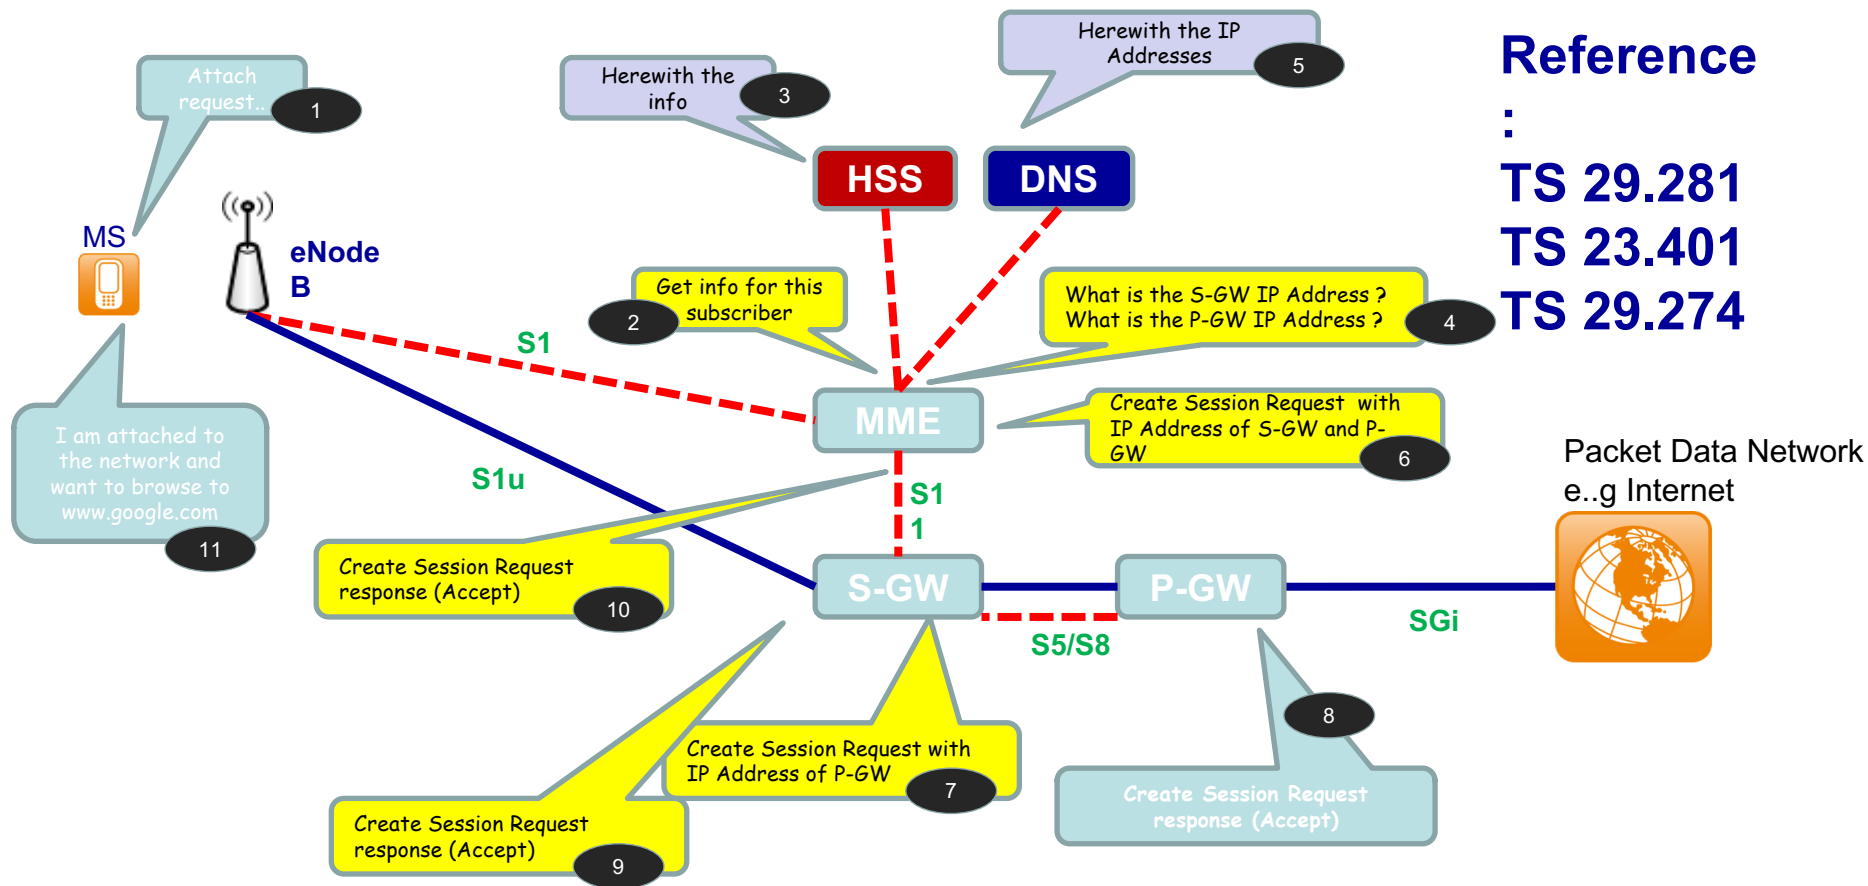 Attach
request..
1
Herewith the
info
3
Herewith the IP
Addresses
5
Reference
:
TS 29.281
TS 23.401
TS 29.274
HSS
DNS
MS
eNode
B
Get info for this
subscriber
2
What is the S-GW IP Address ?
What is the P-GW IP Address ?
4
S1
MME
Create Session Request with
IP Address of S-GW and P-
GW
6
I am attached to
the network and
want to browse to
www.google.com
11
S1u
S1
1
Packet Data Network
e..g Internet
Create Session Request
response (Accept)
10
S-GW
P-GW
S5/S8
SGi
8
Create Session Request with
IP Address of P-GW
7
Create Session Request
response (Accept)
Create Session Request
response (Accept)
9